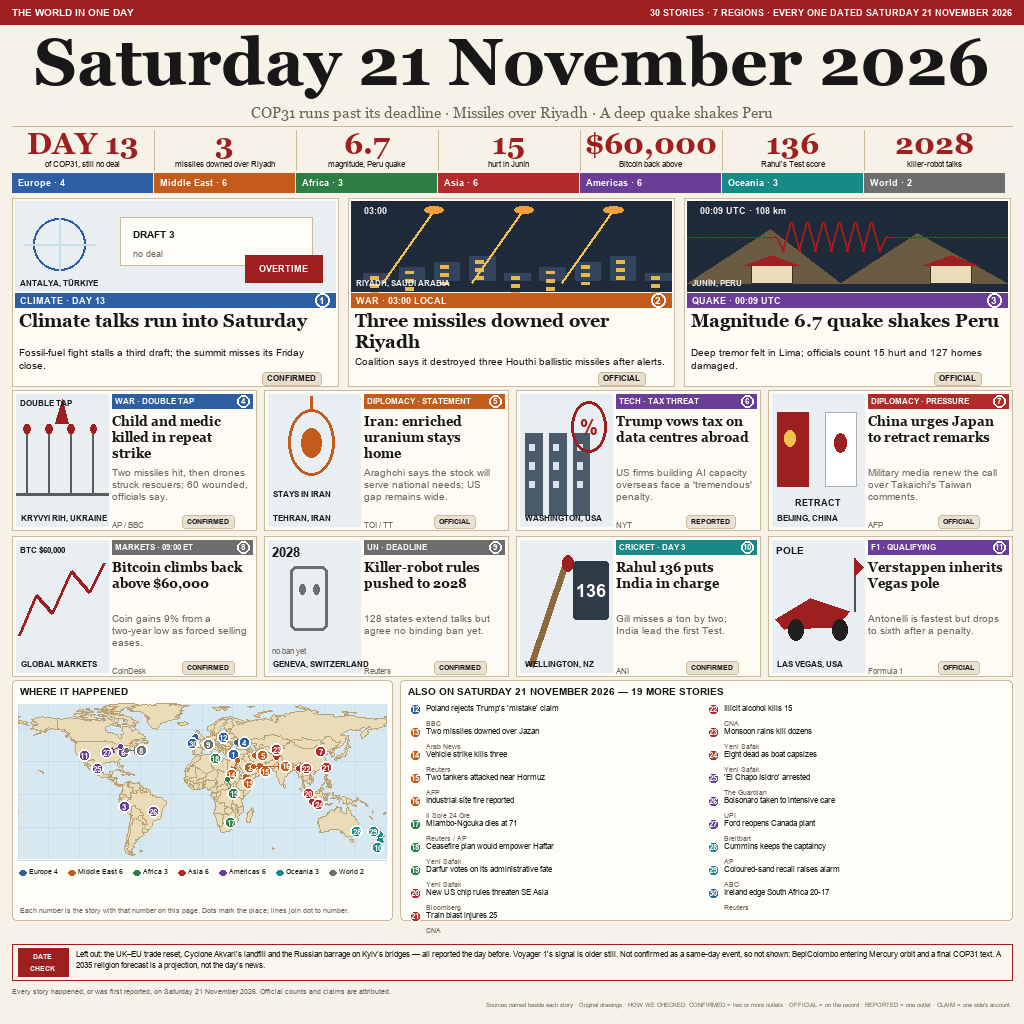 THE WORLD IN ONE DAY
30 STORIES · 7 REGIONS · EVERY ONE DATED SATURDAY 21 NOVEMBER 2026
Saturday 21 November 2026
COP31 runs past its deadline · Missiles over Riyadh · A deep quake shakes Peru
DAY 13
of COP31, still no deal
3
missiles downed over Riyadh
6.7
magnitude, Peru quake
15
hurt in Junín
$60,000
Bitcoin back above
136
Rahul's Test score
2028
killer-robot talks
Europe · 4
Middle East · 6
Africa · 3
Asia · 6
Americas · 6
Oceania · 3
World · 2
DRAFT 3
no deal
OVERTIME
ANTALYA, TÜRKIYE
CLIMATE · DAY 13
1
Climate talks run into Saturday
Fossil-fuel fight stalls a third draft; the summit misses its Friday
close.
CONFIRMED
03:00
RIYADH, SAUDI ARABIA
WAR · 03:00 LOCAL
2
Three missiles downed over
Riyadh
Coalition says it destroyed three Houthi ballistic missiles after alerts.
OFFICIAL
00:09 UTC · 108 km
JUNÍN, PERU
QUAKE · 00:09 UTC
3
Magnitude 6.7 quake shakes Peru
Deep tremor felt in Lima; officials count 15 hurt and 127 homes
damaged.
OFFICIAL
DOUBLE TAP
KRYVYI RIH, UKRAINE
WAR · DOUBLE TAP
4
Child and medic
killed in repeat
strike
Two missiles hit, then drones
struck rescuers; 60 wounded,
officials say.
AP / BBC
CONFIRMED
STAYS IN IRAN
TEHRAN, IRAN
DIPLOMACY · STATEMENT
5
Iran: enriched
uranium stays
home
Araghchi says the stock will
serve national needs; US
gap remains wide.
TOI / TT
OFFICIAL
%
WASHINGTON, USA
TECH · TAX THREAT
6
Trump vows tax on
data centres abroad
US firms building AI capacity
overseas face a 'tremendous'
penalty.
NYT
REPORTED
RETRACT
BEIJING, CHINA
DIPLOMACY · PRESSURE
7
China urges Japan
to retract remarks
Military media renew the call
over Takaichi's Taiwan
comments.
AFP
OFFICIAL
BTC $60,000
GLOBAL MARKETS
MARKETS · 09:00 ET
8
Bitcoin climbs back
above $60,000
Coin gains 9% from a
two-year low as forced selling
eases.
CoinDesk
CONFIRMED
2028
no ban yet
GENEVA, SWITZERLAND
UN · DEADLINE
9
Killer-robot rules
pushed to 2028
128 states extend talks but
agree no binding ban yet.
Reuters
CONFIRMED
136
WELLINGTON, NZ
CRICKET · DAY 3
10
Rahul 136 puts
India in charge
Gill misses a ton by two;
India lead the first Test.
ANI
CONFIRMED
POLE
LAS VEGAS, USA
F1 · QUALIFYING
11
Verstappen inherits
Vegas pole
Antonelli is fastest but drops
to sixth after a penalty.
Formula 1
OFFICIAL
WHERE IT HAPPENED
Europe 4
Middle East 6
Africa 3
Asia 6
Americas 6
Oceania 3
World 2
Each number is the story with that number on this page. Dots mark the place; lines join dot to number.
ALSO ON SATURDAY 21 NOVEMBER 2026 — 19 MORE STORIES
12 Poland rejects Trump's 'mistake' claim
BBC
13 Two missiles downed over Jazan
Arab News
14 Vehicle strike kills three
Reuters
15 Two tankers attacked near Hormuz
AFP
16 Industrial site fire reported
Il Sole 24 Ore
17 Mlambo-Ngcuka dies at 71
Reuters / AP
18 Ceasefire plan would empower Haftar
Yeni Safak
19 Darfur votes on its administrative fate
Yeni Safak
20 New US chip rules threaten SE Asia
Bloomberg
21 Train blast injures 25
CNA
22 Illicit alcohol kills 15
CNA
23 Monsoon rains kill dozens
Yeni Safak
24 Eight dead as boat capsizes
Yeni Safak
25 'El Chapo Isidro' arrested
The Guardian
26 Bolsonaro taken to intensive care
UPI
27 Ford reopens Canada plant
Breitbart
28 Cummins keeps the captaincy
AP
29 Coloured-sand recall raises alarm
ABC
30 Ireland edge South Africa 20-17
Reuters
DATE
CHECK
Left out: the UK–EU trade reset, Cyclone Akvari's landfill and the Russian barrage on Kyiv's bridges — all reported the day before. Voyager 1's signal is older still. Not confirmed as a same-day event, so not shown: BepiColombo entering Mercury orbit and a final COP31 text. A
2035 religion forecast is a projection, not the day's news.
Every story happened, or was first reported, on Saturday 21 November 2026. Official counts and claims are attributed.
Sources named beside each story · Original drawings · HOW WE CHECKED: CONFIRMED = two or more outlets · OFFICIAL = on the record · REPORTED = one outlet · CLAIM = one side's account.